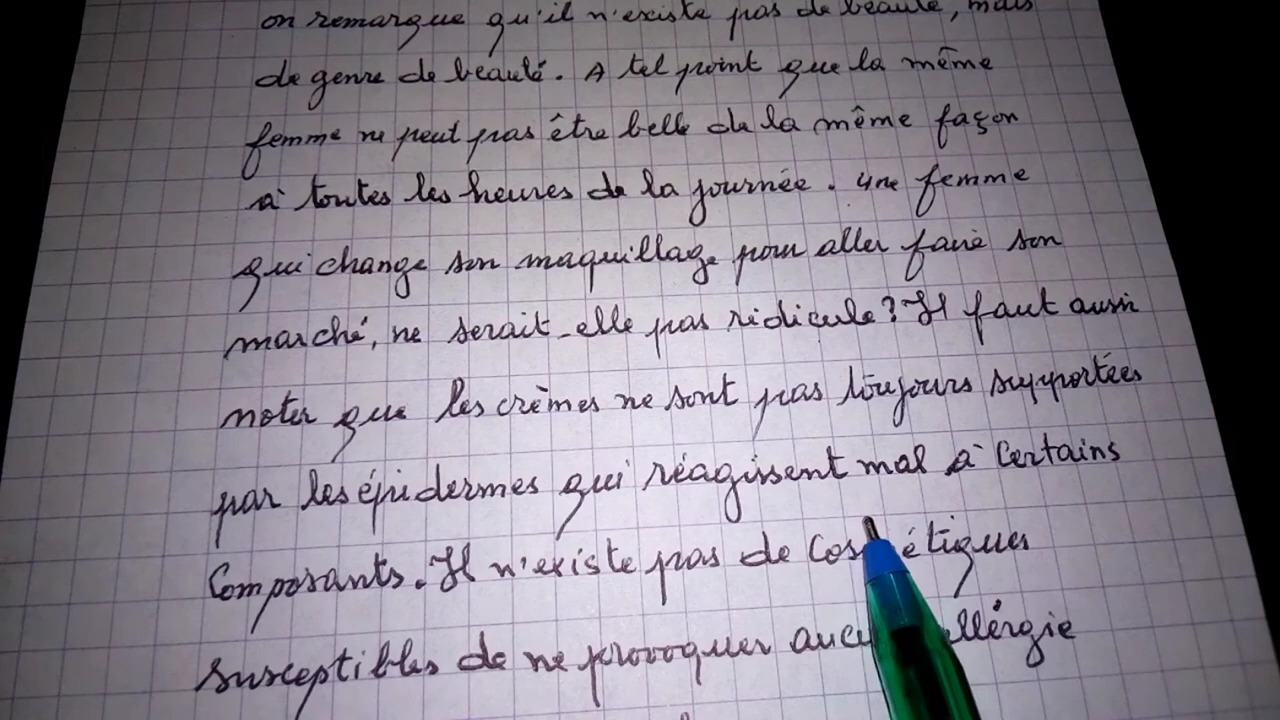 on remarque qu'il n'existe pas de beauté, mais
de genre de beauté. A tel point que la même
femme ne peut pas être belle de la même façon
à toutes les heures de la journée. Une femme
qui change son maquillage pour aller faire son
marché, ne serait-elle pas ridicule? Il faut aussi
noter que les crèmes ne sont pas toujours supportées
par les épidermes qui réagissent mal à Certains
Composants. Il n'existe pas de Cos étiques
susceptibles de ne provoquer aucu llérgie